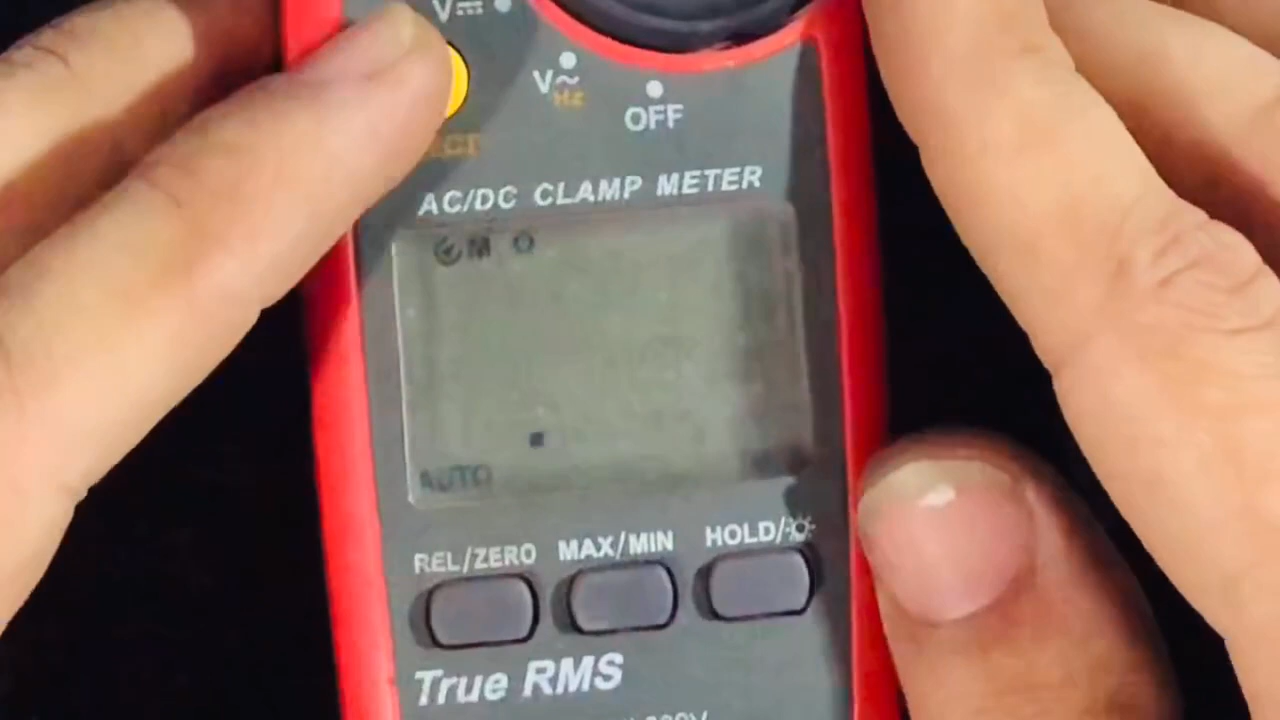 V
V~
Hz
OFF
AC/DC CLAMP METER
M Ω
AUTO
REL/ZERO MAX/MIN HOLD/
True RMS